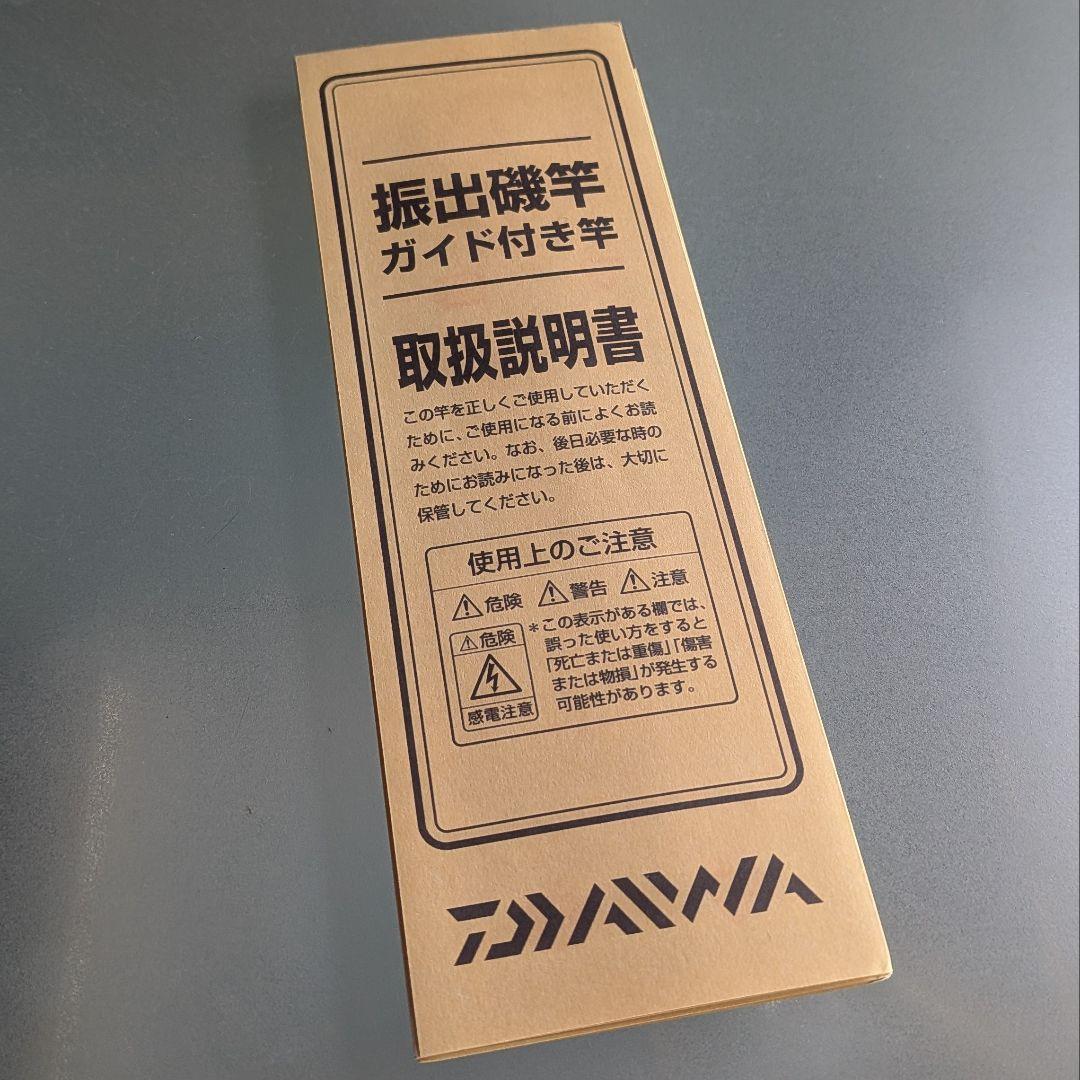 振出磯竿
ガイド付き竿
取扱説明書
この竿を正しくご使用していただく
ために、ご使用になる前によくお読
みください。なお、後日必要な時の
ためにお読みになった後は、大切に
保管してください。
使用上のご注意
⚠危険 ⚠警告 ⚠注意
⚠危険
感電注意
*この表示がある欄では、
誤った使い方をすると
「死亡または重傷」「傷害
または物損」が発生する
可能性があります。
DAIWA